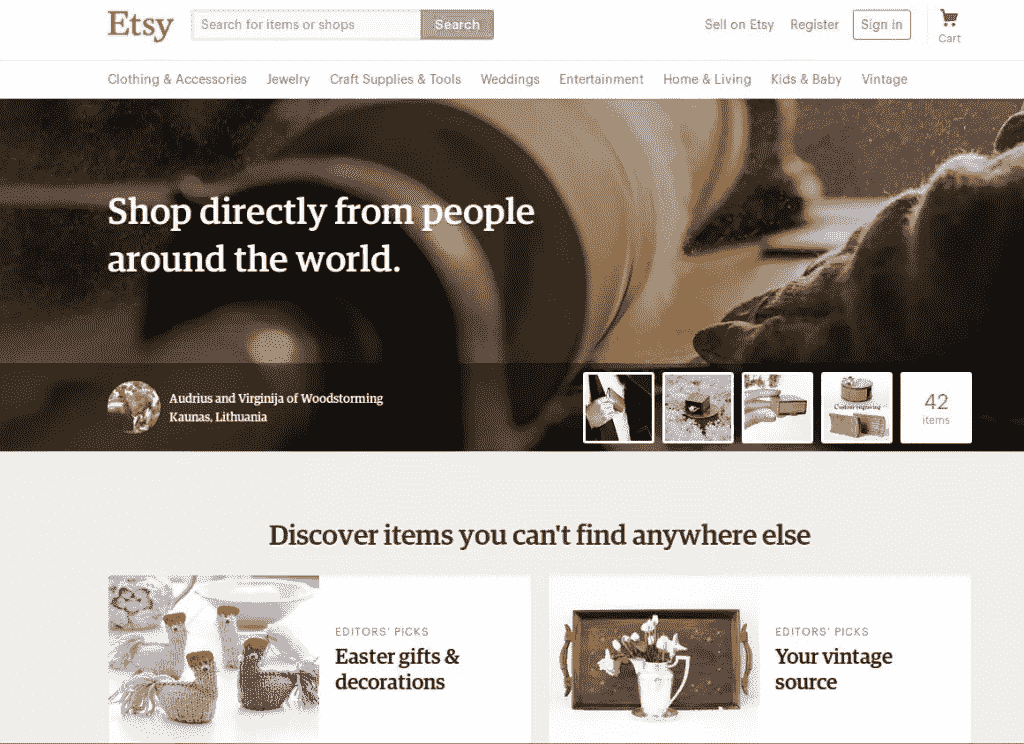 Etsy
Search for items or shops
Search
Sell on Etsy
Register
Sign in
Cart
Clothing & Accessories
Jewelry
Craft Supplies & Tools
Weddings
Entertainment
Home & Living
Kids & Baby
Vintage
Shop directly from people
around the world.
Audrius and Virginija of Woodstorming
Kaunas, Lithuania
Custom engraving
42
items
Discover items you can't find anywhere else
EDITORS' PICKS
Easter gifts &
decorations
EDITORS' PICKS
Your vintage
source